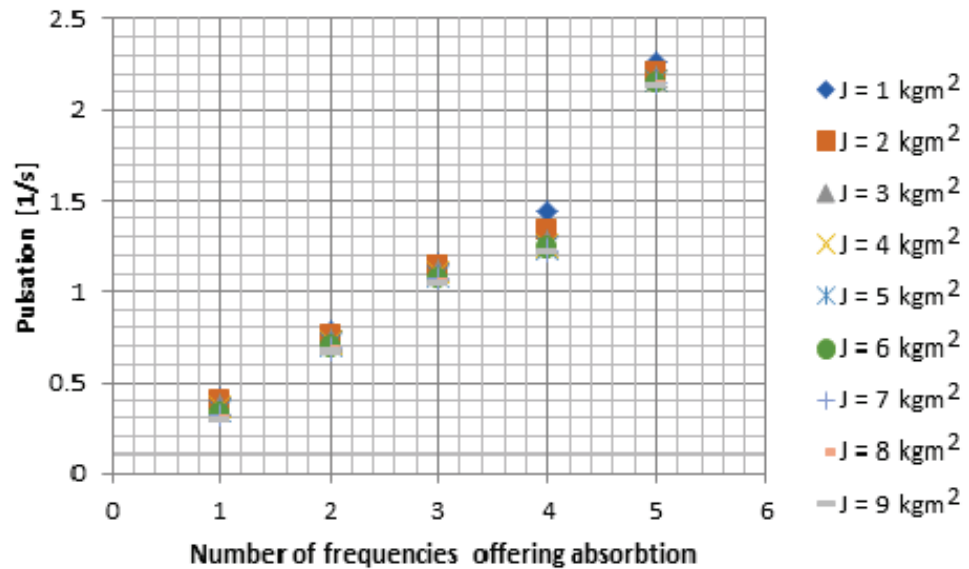 2.5
2
1.5
1
0.5
0
0
1
2
3
4
5
6
Pulsation [1/s]
Number of frequencies offering absorbtion
J = 1 kgm²
J = 2 kgm²
J = 3 kgm²
J = 4 kgm²
J = 5 kgm²
J = 6 kgm²
J = 7 kgm²
J = 8 kgm²
J = 9 kgm²